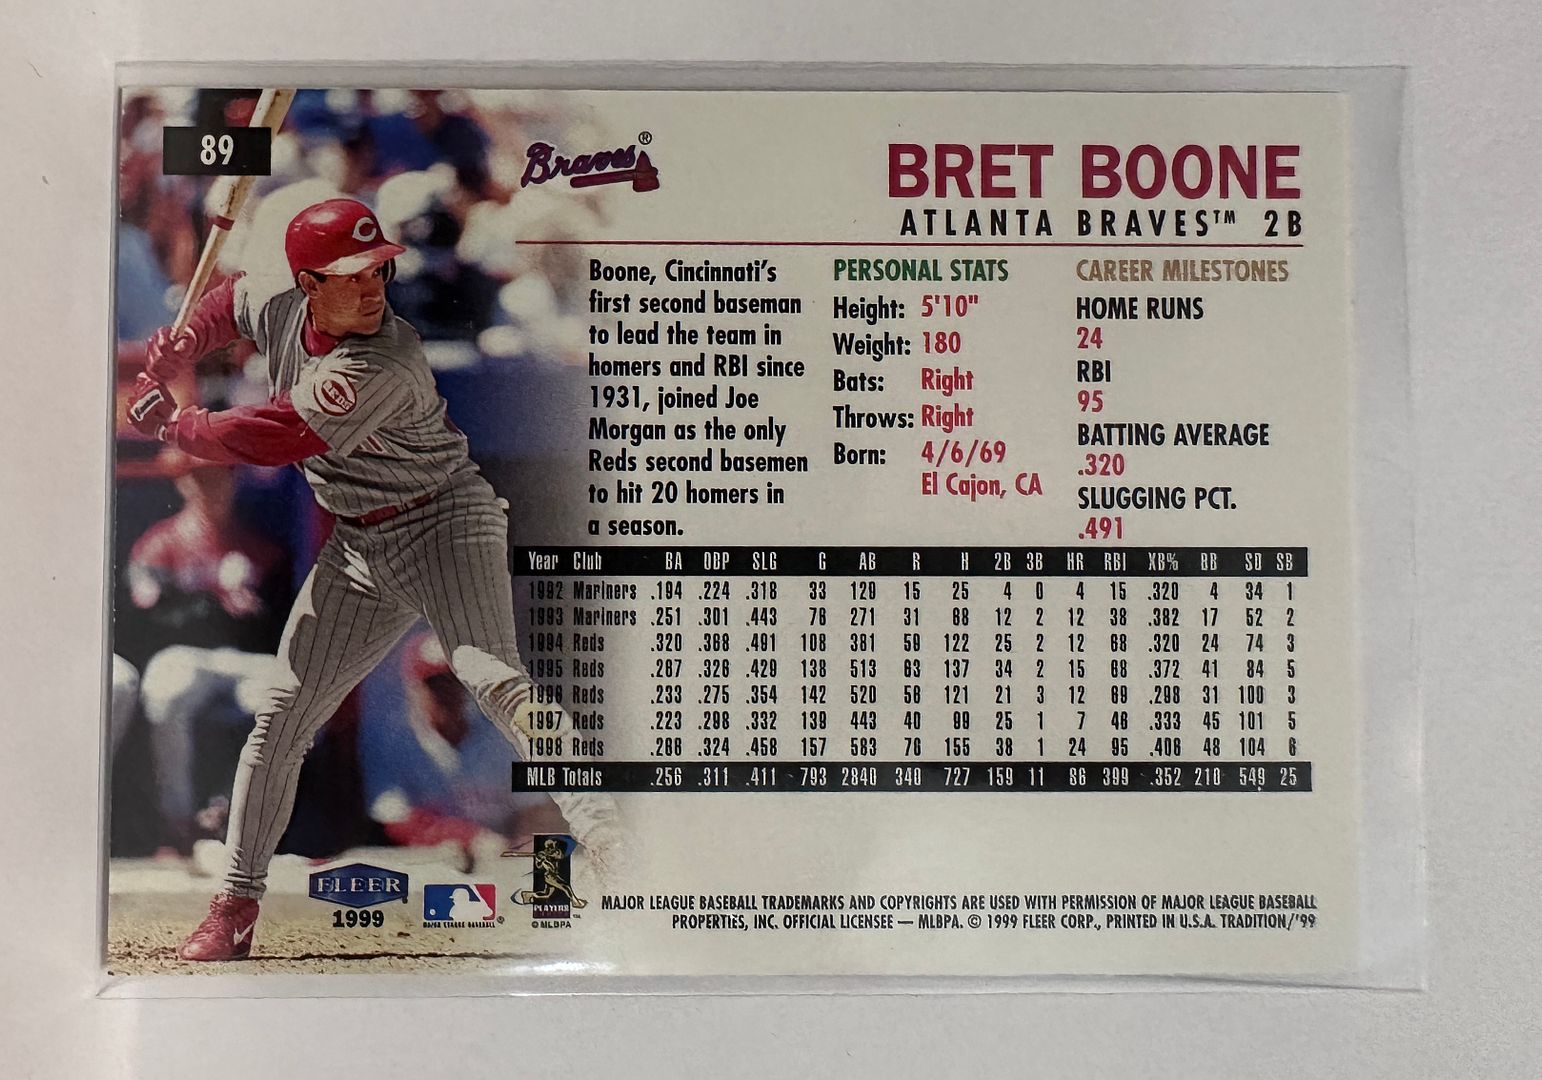 89
Braves®
BRET BOONE
ATLANTA BRAVES™ 2B
Boone, Cincinnati's
first second baseman
to lead the team in
homers and RBI since
1931, joined Joe
Morgan as the only
Reds second basemen
to hit 20 homers in
a season.
PERSONAL STATS
Height: 5'10"
Weight: 180
Bats: Right
Throws: Right
Born: 4/6/69
El Cajon, CA
CAREER MILESTONES
HOME RUNS
24
RBI
95
BATTING AVERAGE
.320
SLUGGING PCT.
.491
Year Club BA OBP SLG G AB R H 2B 3B HR RBI XB% BB SO SB
1992 Mariners .194 .224 .318 33 129 15 25 4 0 4 15 .320 4 34 1
1993 Mariners .251 .301 .443 76 271 31 68 12 2 12 38 .382 17 52 2
1994 Reds .320 .368 .491 108 381 59 122 25 2 12 68 .320 24 74 3
1995 Reds .267 .326 .429 138 513 63 137 34 2 15 68 .372 41 84 5
1996 Reds .233 .275 .354 142 520 56 121 21 3 12 69 .298 31 100 3
1997 Reds .223 .298 .332 139 443 40 99 25 1 7 46 .333 45 101 5
1998 Reds .266 .324 .458 157 583 76 155 38 1 24 95 .406 48 104 6
MLB Totals .256 .311 .411 793 2840 340 727 159 11 86 399 .352 210 549 25
FLEER
1999
MAJOR LEAGUE BASEBALL
PLAYERS
© MLBPA
MAJOR LEAGUE BASEBALL TRADEMARKS AND COPYRIGHTS ARE USED WITH PERMISSION OF MAJOR LEAGUE BASEBALL
PROPERTIES, INC. OFFICIAL LICENSEE — MLBPA. © 1999 FLEER CORP., PRINTED IN U.S.A. TRADITION/'99
C
REDS